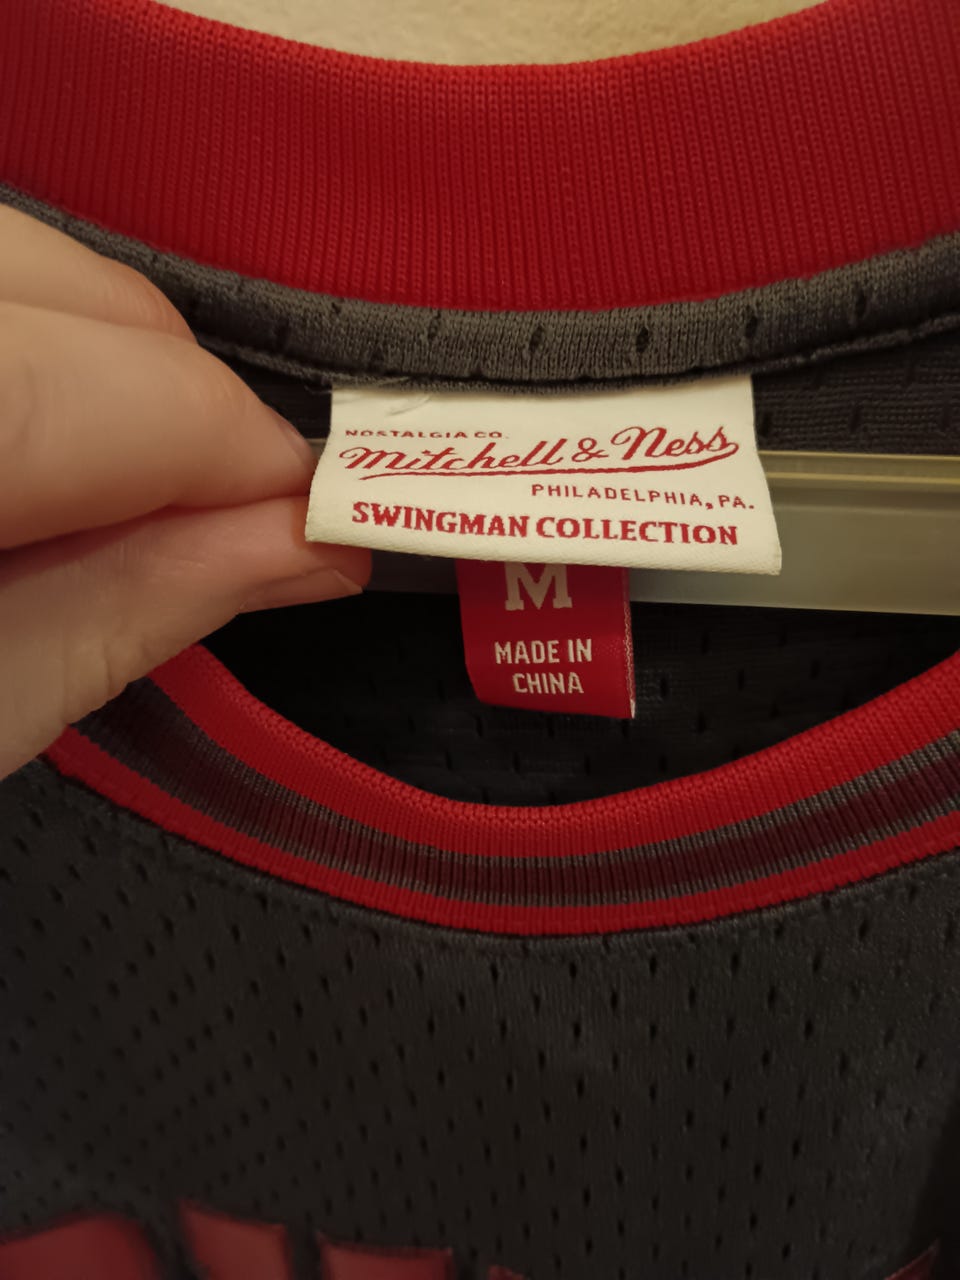 NOSTALGIA CO.
Mitchell & Ness
PHILADELPHIA, PA.
SWINGMAN COLLECTION
M
MADE IN
CHINA